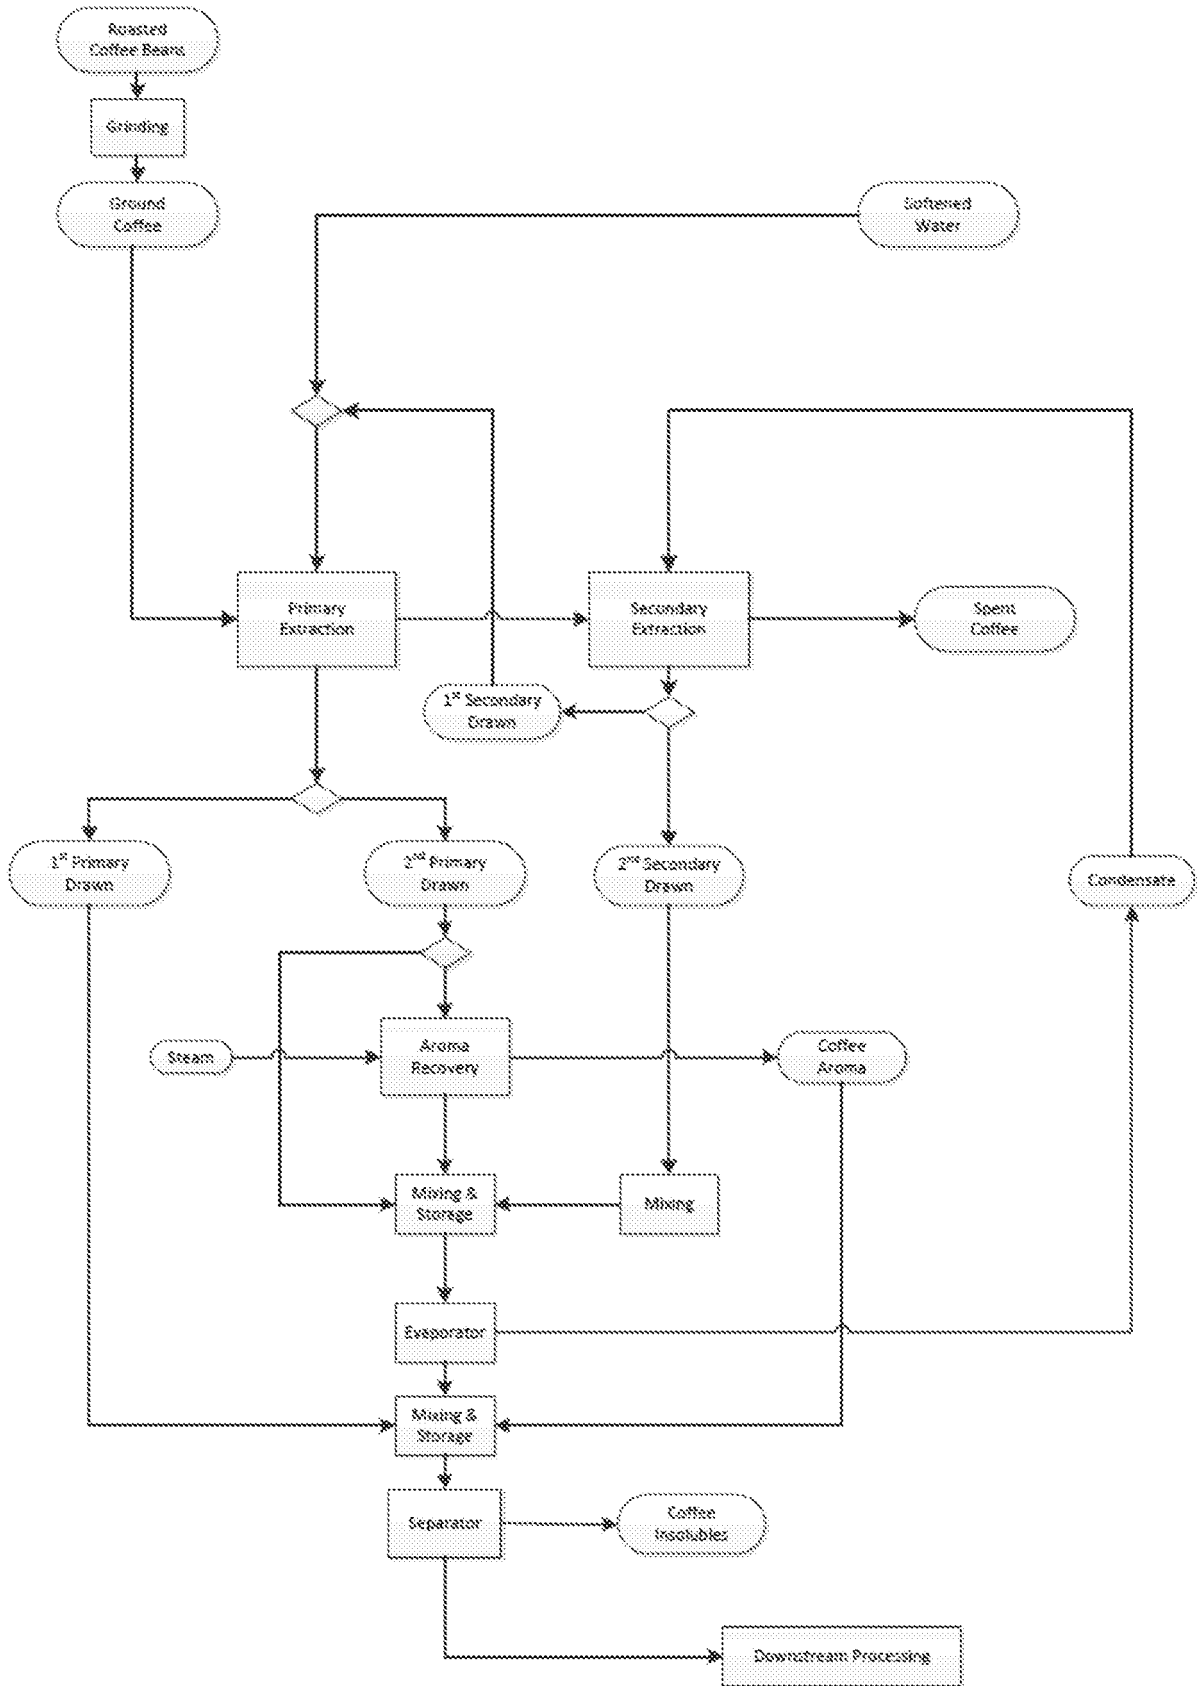 Roasted
Coffee Beans
Grinding
Ground
Coffee
Softened
Water
Primary
Extraction
Secondary
Extraction
Spent
Coffee
1st Secondary
Drawn
1st Primary
Drawn
2nd Primary
Drawn
2nd Secondary
Drawn
Condensate
Steam
Aroma
Recovery
Coffee
Aroma
Mixing &
Storage
Mixing
Evaporator
Mixing &
Storage
Separator
Coffee
Insolubles
Downstream Processing